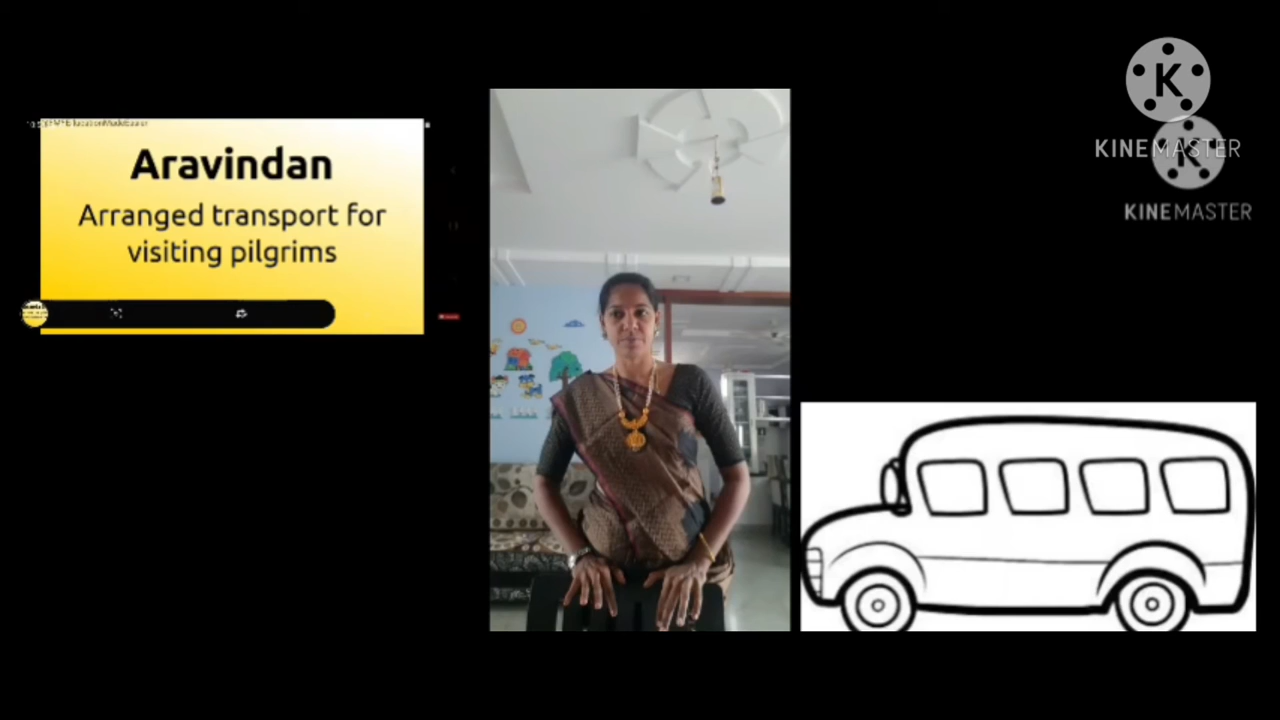 Aravindan
Arranged transport for
visiting pilgrims
KINEMASTER
KINEMASTER